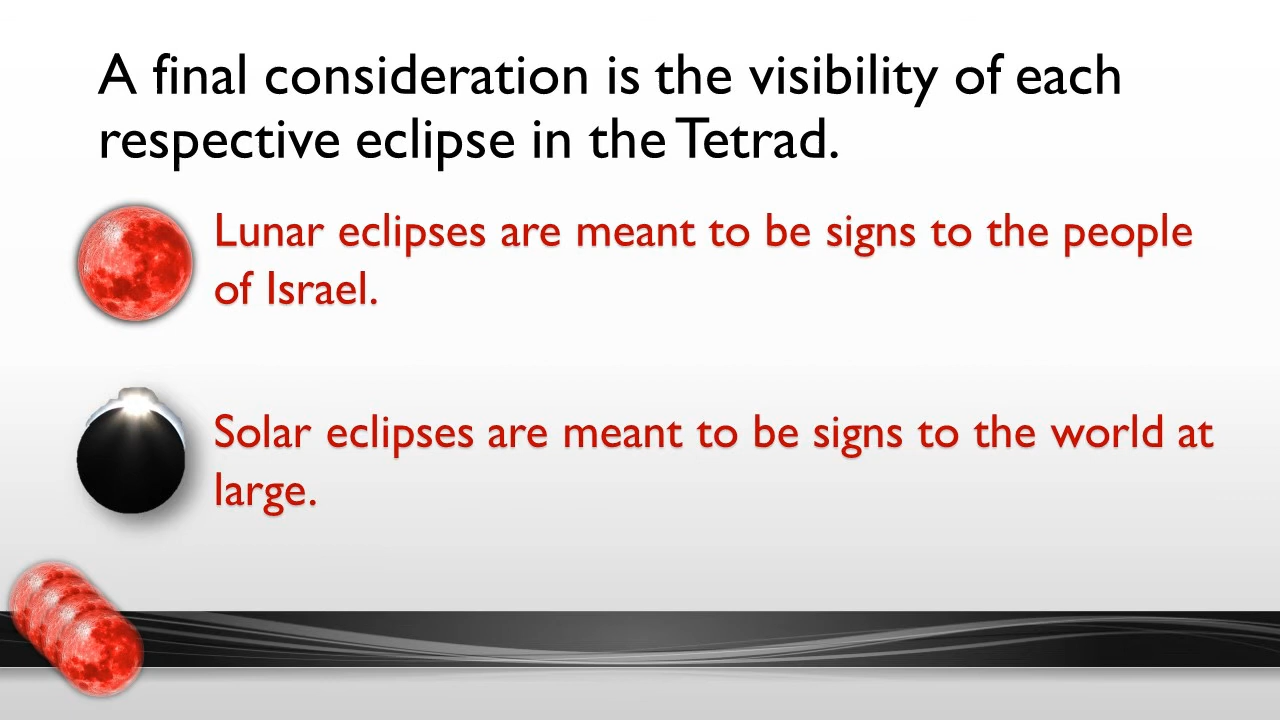 A final consideration is the visibility of each
respective eclipse in the Tetrad.
Lunar eclipses are meant to be signs to the people
of Israel.
Solar eclipses are meant to be signs to the world at
large.